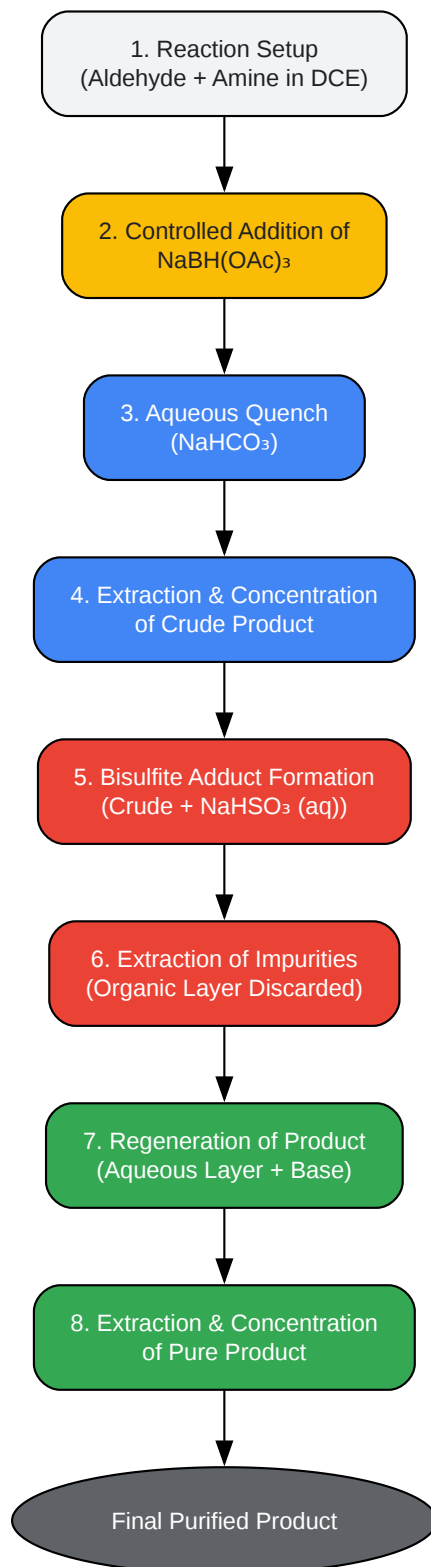 1. Reaction Setup
(Aldehyde + Amine in DCE)
2. Controlled Addition of
NaBH(OAc)₃
3. Aqueous Quench
(NaHCO₃)
4. Extraction & Concentration
of Crude Product
5. Bisulfite Adduct Formation
(Crude + NaHSO₃ (aq))
6. Extraction of Impurities
(Organic Layer Discarded)
7. Regeneration of Product
(Aqueous Layer + Base)
8. Extraction & Concentration
of Pure Product
Final Purified Product